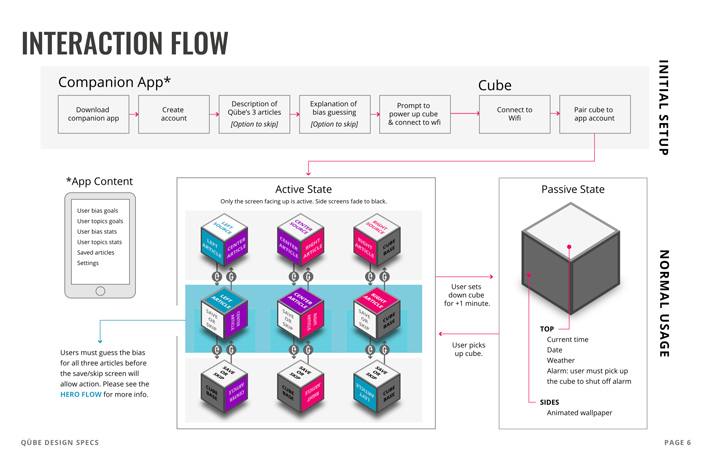 INTERACTION FLOW
Companion App*
Cube
Download
companion app
Create
account
Description of
Qübe's 3 articles
[Option to skip]
Explanation of
bias guessing
[Option to skip]
Prompt to
power up cube
& connect to wfi
Connect to
Wifi
Pair cube to
app account
INITIAL SETUP
*App Content
User bias goals
User topics goals
User bias stats
User topics stats
Saved articles
Settings
Users must guess the bias
for all three articles before
the save/skip screen will
allow action. Please see the
HERO FLOW for more info.
Active State
Only the screen facing up is active. Side screens fade to black.
LEFT
SOURCE
LEFT
ARTICLE
CENTER
ARTICLE
CENTER
SOURCE
CENTER
ARTICLE
RIGHT
ARTICLE
RIGHT
SOURCE
RIGHT
ARTICLE
CUBE
BASE
LEFT
ARTICLE
SAVE
OR
SKIP
CENTER
ARTICLE
CENTER
ARTICLE
SAVE
OR
SKIP
RIGHT
ARTICLE
RIGHT
ARTICLE
SAVE
OR
SKIP
CUBE
BASE
SAVE
OR
SKIP
CUBE
BASE
CENTER
ARTICLE
SAVE
OR
SKIP
CUBE
BASE
RIGHT
ARTICLE
SAVE
OR
SKIP
LEFT
ARTICLE
CUBE
BASE
User sets
down cube
for +1 minute.
User picks
up cube.
Passive State
TOP
Current time
Date
Weather
Alarm: user must pick up
the cube to shut off alarm
SIDES
Animated wallpaper
NORMAL USAGE
QÜBE DESIGN SPECS
PAGE 6